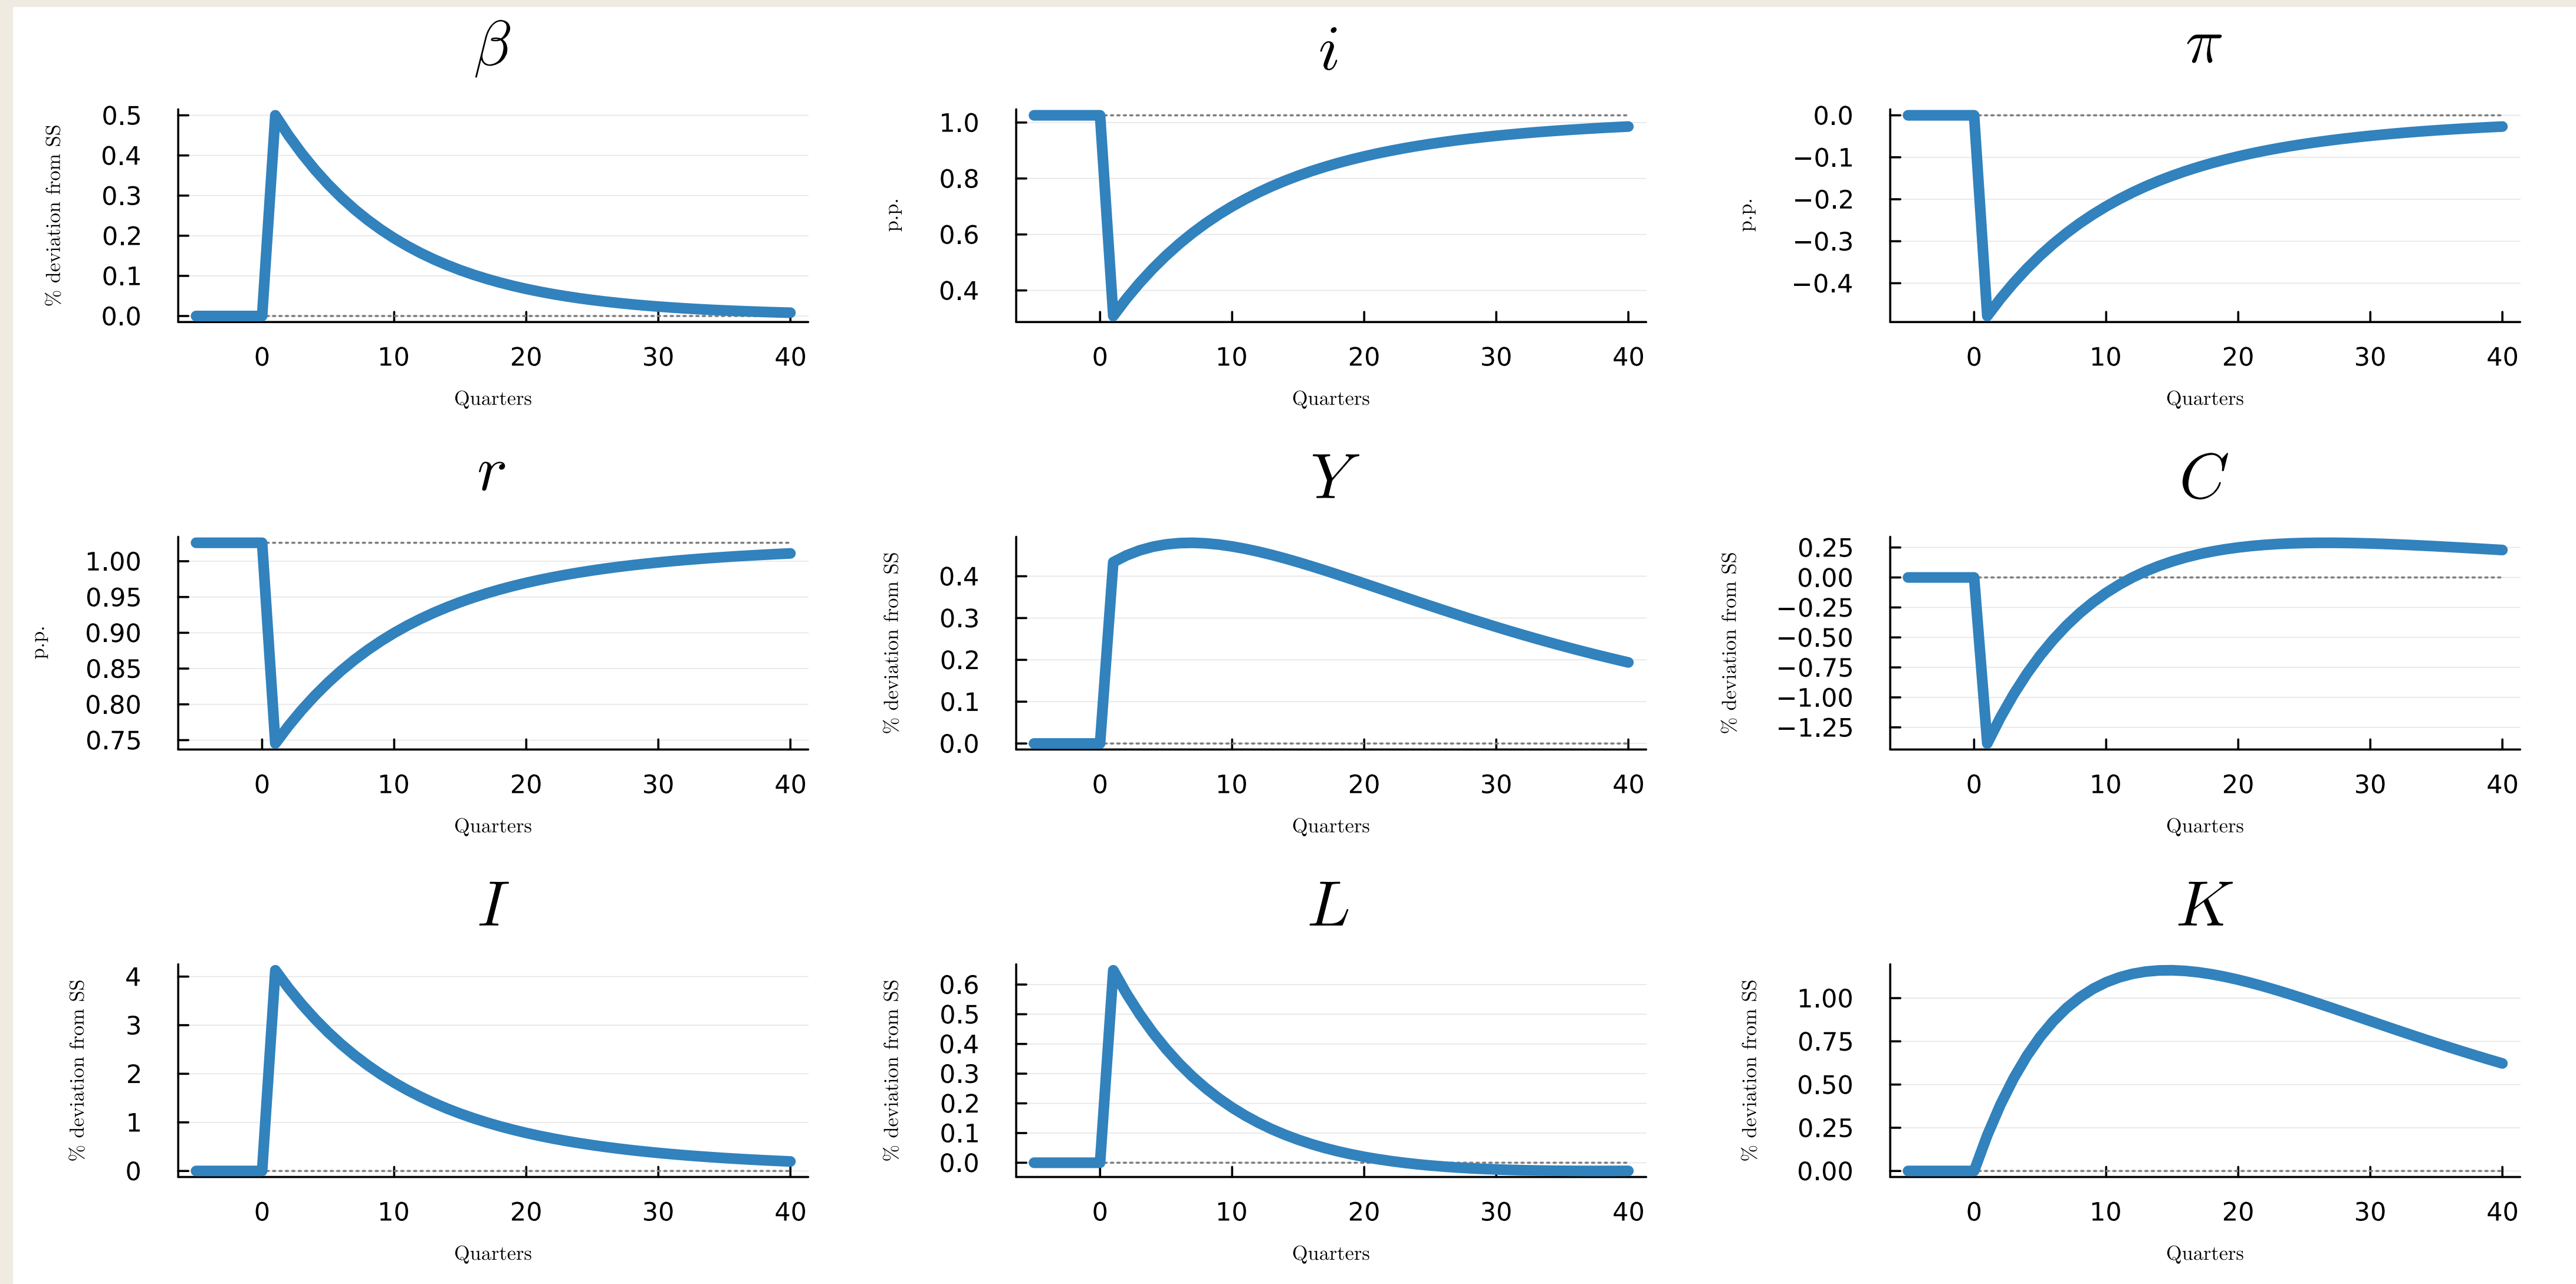 β
% deviation from SS
0.5
0.4
0.3
0.2
0.1
0.0
0 10 20 30 40
Quarters
i
p.p.
1.0
0.8
0.6
0.4
0 10 20 30 40
Quarters
π
p.p.
0.0
−0.1
−0.2
−0.3
−0.4
0 10 20 30 40
Quarters
r
p.p.
1.00
0.95
0.90
0.85
0.80
0.75
0 10 20 30 40
Quarters
Y
% deviation from SS
0.4
0.3
0.2
0.1
0.0
0 10 20 30 40
Quarters
C
% deviation from SS
0.25
0.00
−0.25
−0.50
−0.75
−1.00
−1.25
0 10 20 30 40
Quarters
I
% deviation from SS
4
3
2
1
0
0 10 20 30 40
Quarters
L
% deviation from SS
0.6
0.5
0.4
0.3
0.2
0.1
0.0
0 10 20 30 40
Quarters
K
% deviation from SS
1.00
0.75
0.50
0.25
0.00
0 10 20 30 40
Quarters